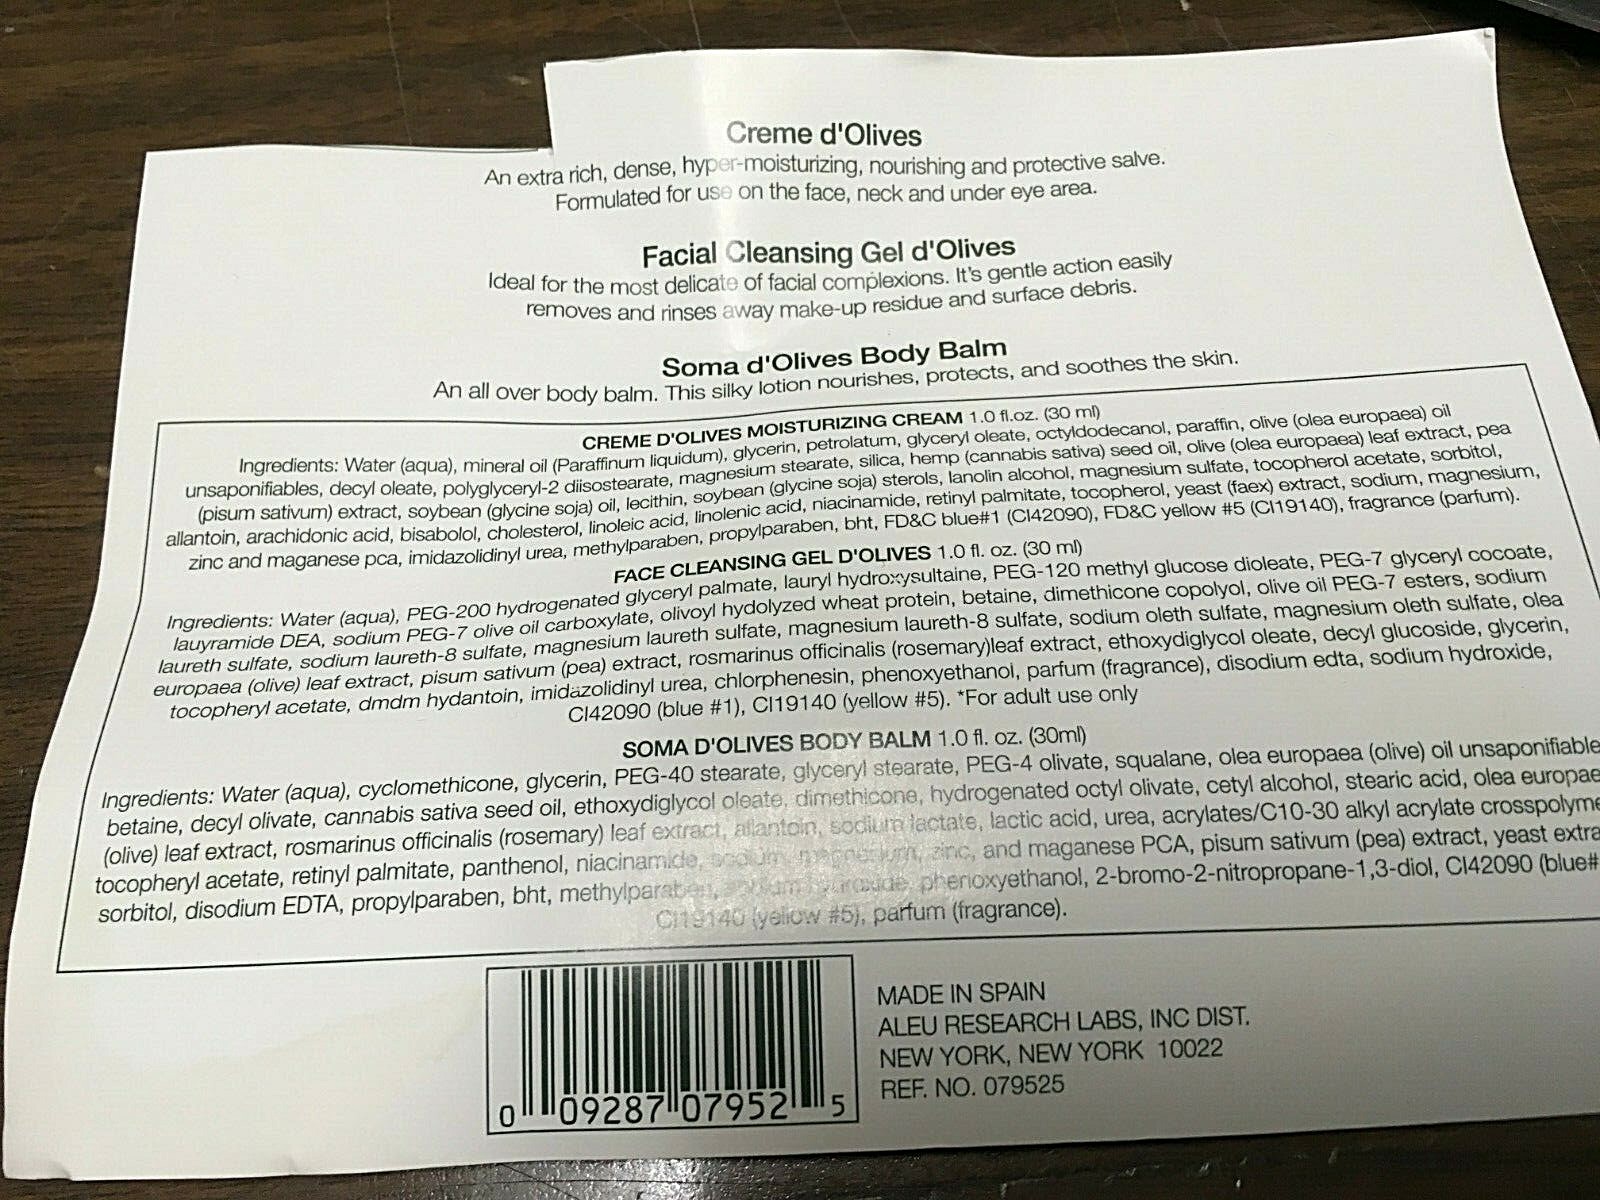 Creme d'Olives
An extra rich, dense, hyper-moisturizing, nourishing and protective salve.
Formulated for use on the face, neck and under eye area.
Facial Cleansing Gel d'Olives
Ideal for the most delicate of facial complexions. It's gentle action easily
removes and rinses away make-up residue and surface debris.
Soma d'Olives Body Balm
An all over body balm. This silky lotion nourishes, protects, and soothes the skin.
CREME D'OLIVES MOISTURIZING CREAM 1.0 fl.oz. (30 ml)
Ingredients: Water (aqua), mineral oil (Paraffinum liquidum), glycerin, petrolatum, glyceryl oleate, octyldodecanol, paraffin, olive (olea europaea) oil
unsaponifiables, decyl oleate, polyglyceryl-2 diisostearate, magnesium stearate, silica, hemp (cannabis sativa) seed oil, olive (olea europaea) leaf extract, pea
(pisum sativum) extract, soybean (glycine soja) oil, lecithin, soybean (glycine soja) sterols, lanolin alcohol, magnesium sulfate, tocopherol acetate, sorbitol,
allantoin, arachidonic acid, bisabolol, cholesterol, linoleic acid, linolenic acid, niacinamide, retinyl palmitate, tocopherol, yeast (faex) extract, sodium, magnesium,
zinc and maganese pca, imidazolidinyl urea, methylparaben, propylparaben, bht, FD&C blue#1 (CI42090), FD&C yellow #5 (CI19140), fragrance (parfum).
FACE CLEANSING GEL D'OLIVES 1.0 fl. oz. (30 ml)
Ingredients: Water (aqua), PEG-200 hydrogenated glyceryl palmate, lauryl hydroxysultaine, PEG-120 methyl glucose dioleate, PEG-7 glyceryl cocoate,
lauyramide DEA, sodium PEG-7 olive oil carboxylate, olivoyl hydolyzed wheat protein, betaine, dimethicone copolyol, olive oil PEG-7 esters, sodium
laureth sulfate, sodium laureth-8 sulfate, magnesium laureth sulfate, magnesium laureth-8 sulfate, sodium oleth sulfate, magnesium oleth sulfate, olea
europaea (olive) leaf extract, pisum sativum (pea) extract, rosmarinus officinalis (rosemary)leaf extract, ethoxydiglycol oleate, decyl glucoside, glycerin,
tocopheryl acetate, dmdm hydantoin, imidazolidinyl urea, chlorphenesin, phenoxyethanol, parfum (fragrance), disodium edta, sodium hydroxide,
CI42090 (blue #1), CI19140 (yellow #5). *For adult use only
SOMA D'OLIVES BODY BALM 1.0 fl. oz. (30ml)
Ingredients: Water (aqua), cyclomethicone, glycerin, PEG-40 stearate, glyceryl stearate, PEG-4 olivate, squalane, olea europaea (olive) oil unsaponifiable
betaine, decyl olivate, cannabis sativa seed oil, ethoxydiglycol oleate, dimethicone, hydrogenated octyl olivate, cetyl alcohol, stearic acid, olea europae
(olive) leaf extract, rosmarinus officinalis (rosemary) leaf extract, allantoin, sodium lactate, lactic acid, urea, acrylates/C10-30 alkyl acrylate crosspolyme
tocopheryl acetate, retinyl palmitate, panthenol, niacinamide, sodium, magnesium, zinc, and maganese PCA, pisum sativum (pea) extract, yeast extra
sorbitol, disodium EDTA, propylparaben, bht, methylparaben, sodium hydroxide, phenoxyethanol, 2-bromo-2-nitropropane-1,3-diol, CI42090 (blue#
CI19140 (yellow #5), parfum (fragrance).
0 09287 07952 5
MADE IN SPAIN
ALEU RESEARCH LABS, INC DIST.
NEW YORK, NEW YORK 10022
REF. NO. 079525